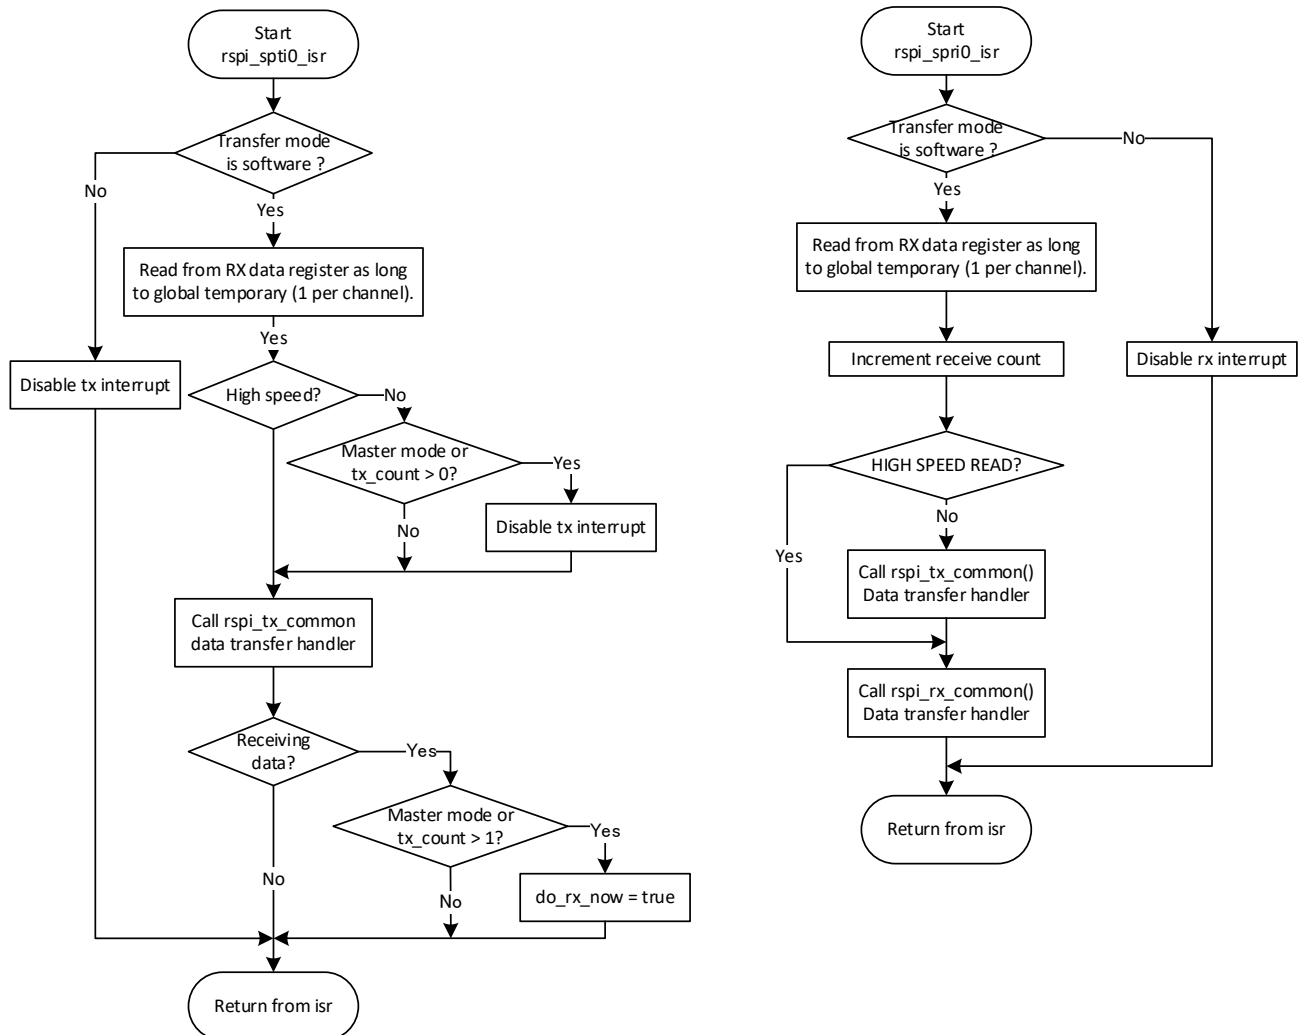 Start
rspi_spti0_isr
Transfer mode
is software ?
No
Yes
Read from RX data register as long
to global temporary (1 per channel).
Yes
Disable tx interrupt
High speed?
No
Master mode or
tx_count > 0?
Yes
No
Disable tx interrupt
Call rspi_tx_common
data transfer handler
Receiving
data?
Yes
Master mode or
tx_count > 1?
Yes
No
No
do_rx_now = true
Return from isr
Start
rspi_spri0_isr
Transfer mode
is software ?
No
Yes
Read from RX data register as long
to global temporary (1 per channel).
Increment receive count
Disable rx interrupt
HIGH SPEED READ?
No
Yes
Call rspi_tx_common()
Data transfer handler
Call rspi_rx_common()
Data transfer handler
Return from isr